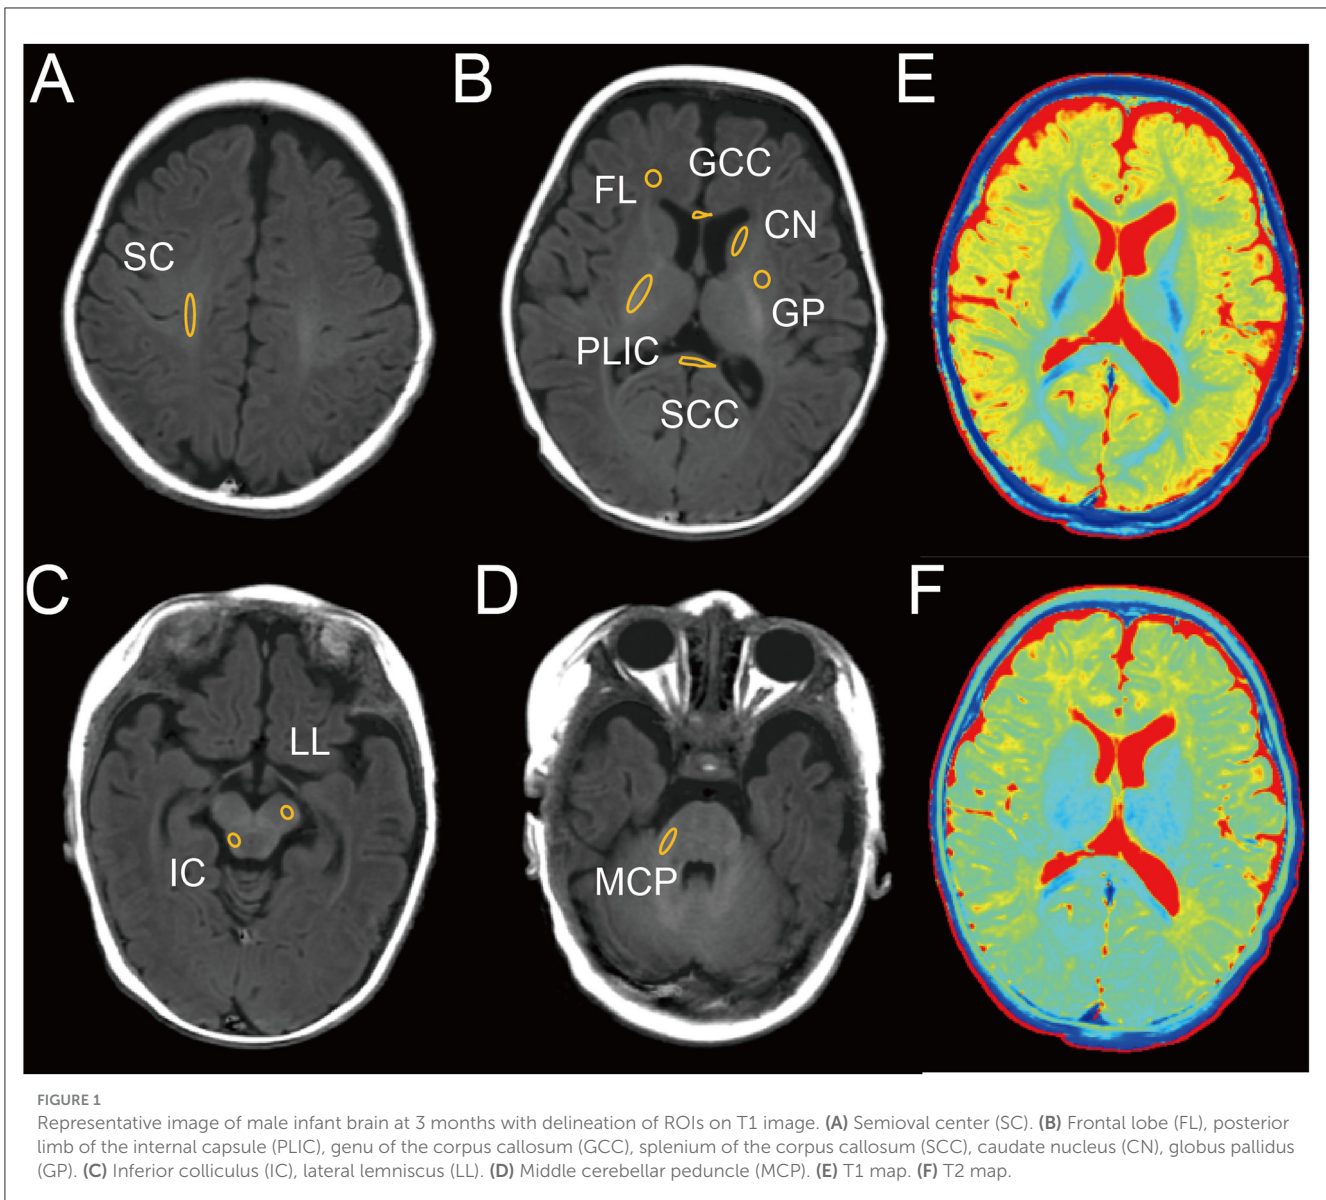 A
B
E
GCC
FL
CN
SC
GP
PLIC
SCC
C
D
F
LL
IC
MCP
FIGURE 1
Representative image of male infant brain at 3 months with delineation of ROIs on T1 image. (A) Semioval center (SC). (B) Frontal lobe (FL), posterior
limb of the internal capsule (PLIC), genu of the corpus callosum (GCC), splenium of the corpus callosum (SCC), caudate nucleus (CN), globus pallidus
(GP). (C) Inferior colliculus (IC), lateral lemniscus (LL). (D) Middle cerebellar peduncle (MCP). (E) T1 map. (F) T2 map.